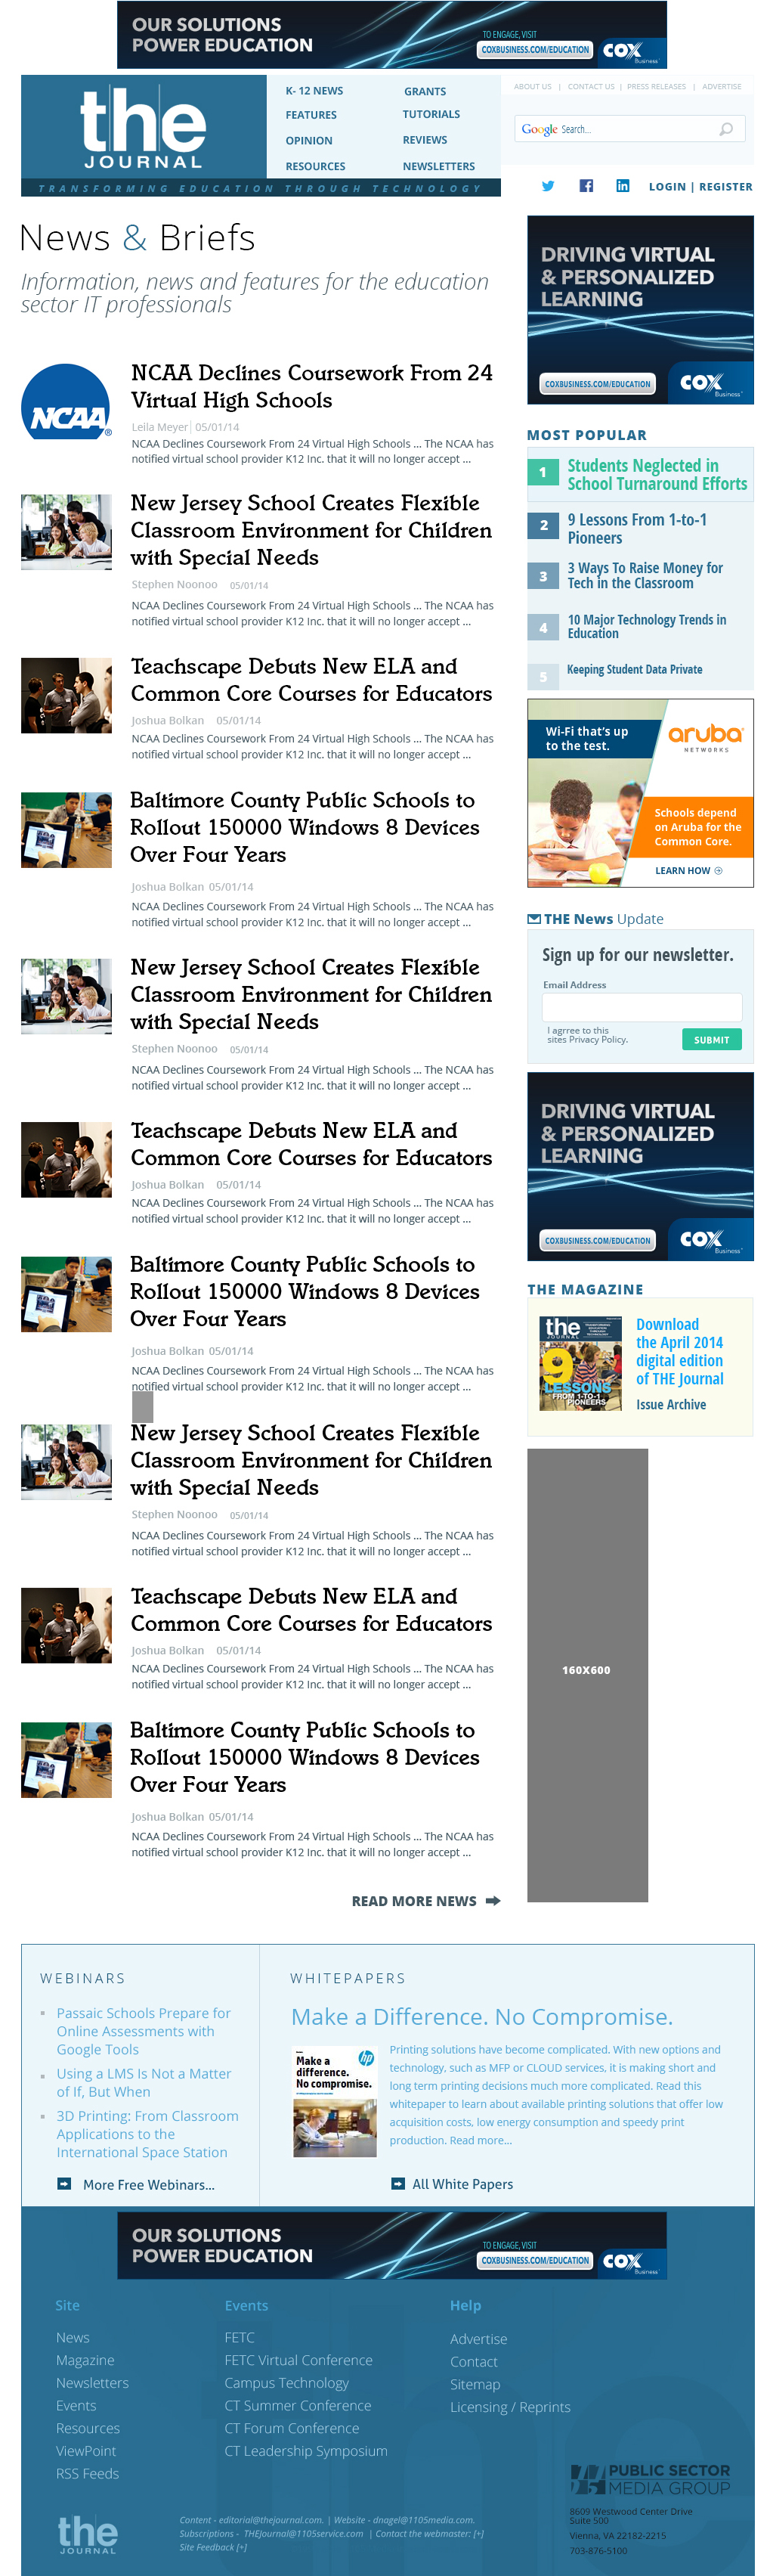 OUR SOLUTIONS
POWER EDUCATION
TO ENGAGE, VISIT
COXBUSINESS.COM/EDUCATION
COX
Business
the
JOURNAL
TRANSFORMING EDUCATION THROUGH TECHNOLOGY
K- 12 NEWS
FEATURES
OPINION
RESOURCES
GRANTS
TUTORIALS
REVIEWS
NEWSLETTERS
ABOUT US | CONTACT US | PRESS RELEASES | ADVERTISE
Google Search...
LOGIN | REGISTER
News & Briefs
Information, news and features for the education
sector IT professionals
NCAA
NCAA Declines Coursework From 24
Virtual High Schools
Leila Meyer 05/01/14
NCAA Declines Coursework From 24 Virtual High Schools ... The NCAA has
notified virtual school provider K12 Inc. that it will no longer accept ...
New Jersey School Creates Flexible
Classroom Environment for Children
with Special Needs
Stephen Noonoo 05/01/14
NCAA Declines Coursework From 24 Virtual High Schools ... The NCAA has
notified virtual school provider K12 Inc. that it will no longer accept ...
Teachscape Debuts New ELA and
Common Core Courses for Educators
Joshua Bolkan 05/01/14
NCAA Declines Coursework From 24 Virtual High Schools ... The NCAA has
notified virtual school provider K12 Inc. that it will no longer accept ...
Baltimore County Public Schools to
Rollout 150000 Windows 8 Devices
Over Four Years
Joshua Bolkan 05/01/14
NCAA Declines Coursework From 24 Virtual High Schools ... The NCAA has
notified virtual school provider K12 Inc. that it will no longer accept ...
New Jersey School Creates Flexible
Classroom Environment for Children
with Special Needs
Stephen Noonoo 05/01/14
NCAA Declines Coursework From 24 Virtual High Schools ... The NCAA has
notified virtual school provider K12 Inc. that it will no longer accept ...
Teachscape Debuts New ELA and
Common Core Courses for Educators
Joshua Bolkan 05/01/14
NCAA Declines Coursework From 24 Virtual High Schools ... The NCAA has
notified virtual school provider K12 Inc. that it will no longer accept ...
Baltimore County Public Schools to
Rollout 150000 Windows 8 Devices
Over Four Years
Joshua Bolkan 05/01/14
NCAA Declines Coursework From 24 Virtual High Schools ... The NCAA has
notified virtual school provider K12 Inc. that it will no longer accept ...
New Jersey School Creates Flexible
Classroom Environment for Children
with Special Needs
Stephen Noonoo 05/01/14
NCAA Declines Coursework From 24 Virtual High Schools ... The NCAA has
notified virtual school provider K12 Inc. that it will no longer accept ...
Teachscape Debuts New ELA and
Common Core Courses for Educators
Joshua Bolkan 05/01/14
NCAA Declines Coursework From 24 Virtual High Schools ... The NCAA has
notified virtual school provider K12 Inc. that it will no longer accept ...
Baltimore County Public Schools to
Rollout 150000 Windows 8 Devices
Over Four Years
Joshua Bolkan 05/01/14
NCAA Declines Coursework From 24 Virtual High Schools ... The NCAA has
notified virtual school provider K12 Inc. that it will no longer accept ...
READ MORE NEWS
DRIVING VIRTUAL
& PERSONALIZED
LEARNING
COXBUSINESS.COM/EDUCATION
COX
Business
MOST POPULAR
1 Students Neglected in
School Turnaround Efforts
2 9 Lessons From 1-to-1
Pioneers
3 3 Ways To Raise Money for
Tech in the Classroom
4 10 Major Technology Trends in
Education
5 Keeping Student Data Private
Wi-Fi that's up
to the test.
aruba
NETWORKS
Schools depend
on Aruba for the
Common Core.
LEARN HOW
THE News Update
Sign up for our newsletter.
Email Address
I agrree to this
sites Privacy Policy.
SUBMIT
DRIVING VIRTUAL
& PERSONALIZED
LEARNING
COXBUSINESS.COM/EDUCATION
COX
Business
THE MAGAZINE
the
JOURNAL
9
LESSONS
FROM 1-TO-1
PIONEERS
Download
the April 2014
digital edition
of THE Journal
Issue Archive
160X600
WEBINARS
Passaic Schools Prepare for
Online Assessments with
Google Tools
Using a LMS Is Not a Matter
of If, But When
3D Printing: From Classroom
Applications to the
International Space Station
More Free Webinars...
WHITEPAPERS
Make a Difference. No Compromise.
hp
Make a
difference.
No compromise.
Printing solutions have become complicated. With new options and
technology, such as MFP or CLOUD services, it is making short and
long term printing decisions much more complicated. Read this
whitepaper to learn about available printing solutions that offer low
acquisition costs, low energy consumption and speedy print
production. Read more...
All White Papers
OUR SOLUTIONS
POWER EDUCATION
TO ENGAGE, VISIT
COXBUSINESS.COM/EDUCATION
COX
Business
Site
News
Magazine
Newsletters
Events
Resources
ViewPoint
RSS Feeds
Events
FETC
FETC Virtual Conference
Campus Technology
CT Summer Conference
CT Forum Conference
CT Leadership Symposium
Help
Advertise
Contact
Sitemap
Licensing / Reprints
the
JOURNAL
Content - editorial@thejournal.com. | Website - dnagel@1105media.com.
Subscriptions - THEJournal@1105service.com | Contact the webmaster: [+]
Site Feedback [+]
PUBLIC SECTOR
MEDIA GROUP
8609 Westwood Center Drive
Suite 500
Vienna, VA 22182-2215
703-876-5100